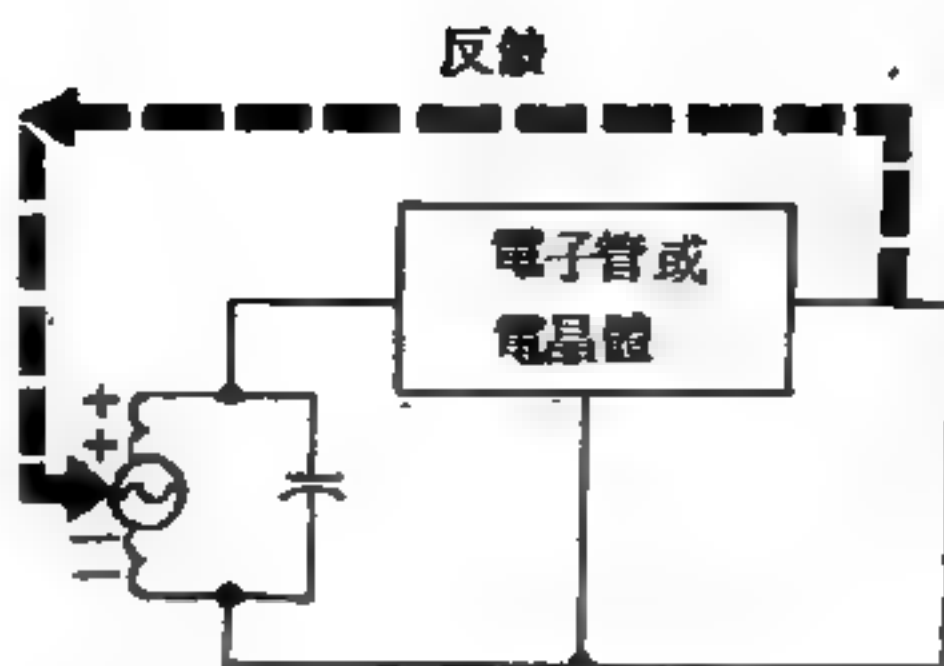 反饋
電子管或
電晶體
+
+
—
—